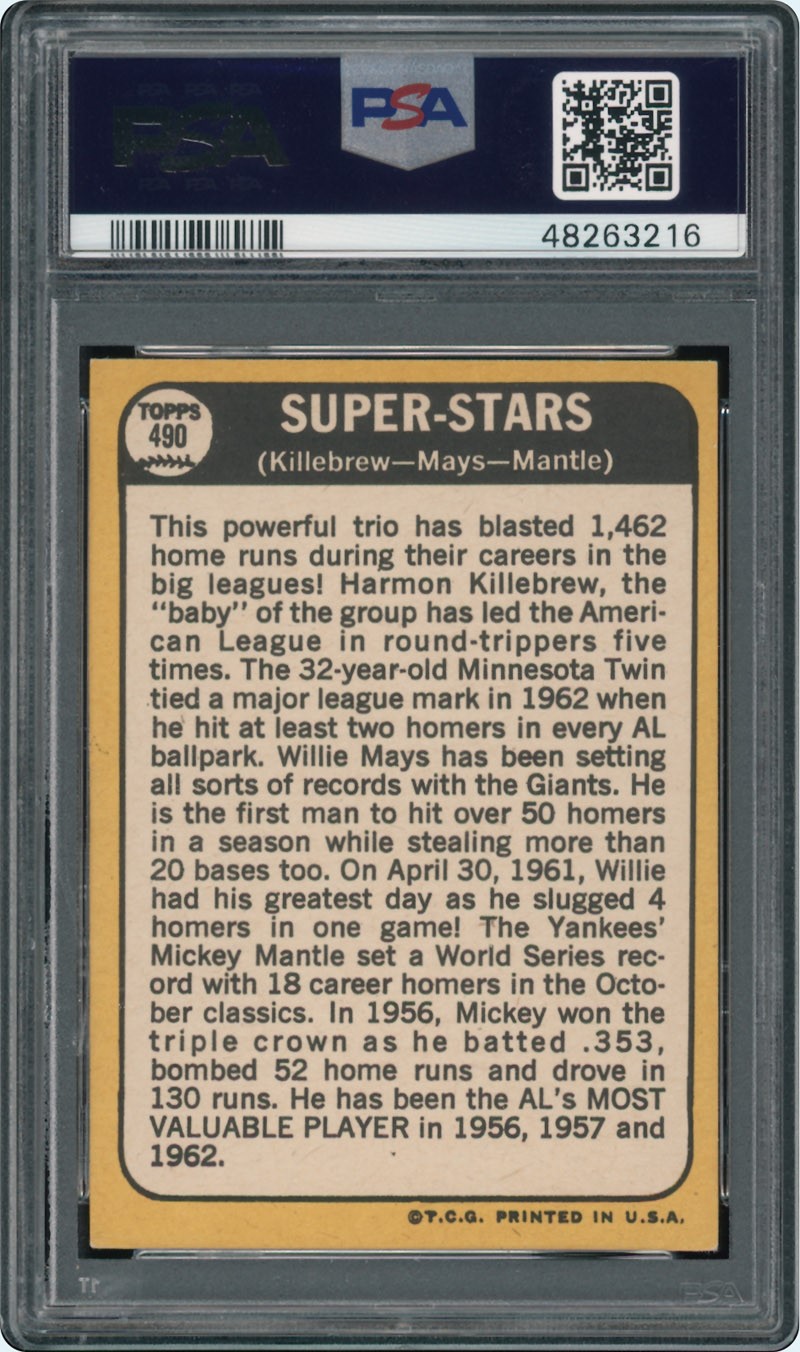 PSA
PSA
48263216
TOPPS
490
SUPER-STARS
(Killebrew—Mays—Mantle)
This powerful trio has blasted 1,462
home runs during their careers in the
big leagues! Harmon Killebrew, the
"baby" of the group has led the Ameri-
can League in round-trippers five
times. The 32-year-old Minnesota Twin
tied a major league mark in 1962 when
he hit at least two homers in every AL
ballpark. Willie Mays has been setting
all sorts of records with the Giants. He
is the first man to hit over 50 homers
in a season while stealing more than
20 bases too. On April 30, 1961, Willie
had his greatest day as he slugged 4
homers in one game! The Yankees'
Mickey Mantle set a World Series rec-
ord with 18 career homers in the Octo-
ber classics. In 1956, Mickey won the
triple crown as he batted .353,
bombed 52 home runs and drove in
130 runs. He has been the AL's MOST
VALUABLE PLAYER in 1956, 1957 and
1962.
©T.C.G. PRINTED IN U.S.A.
PSA